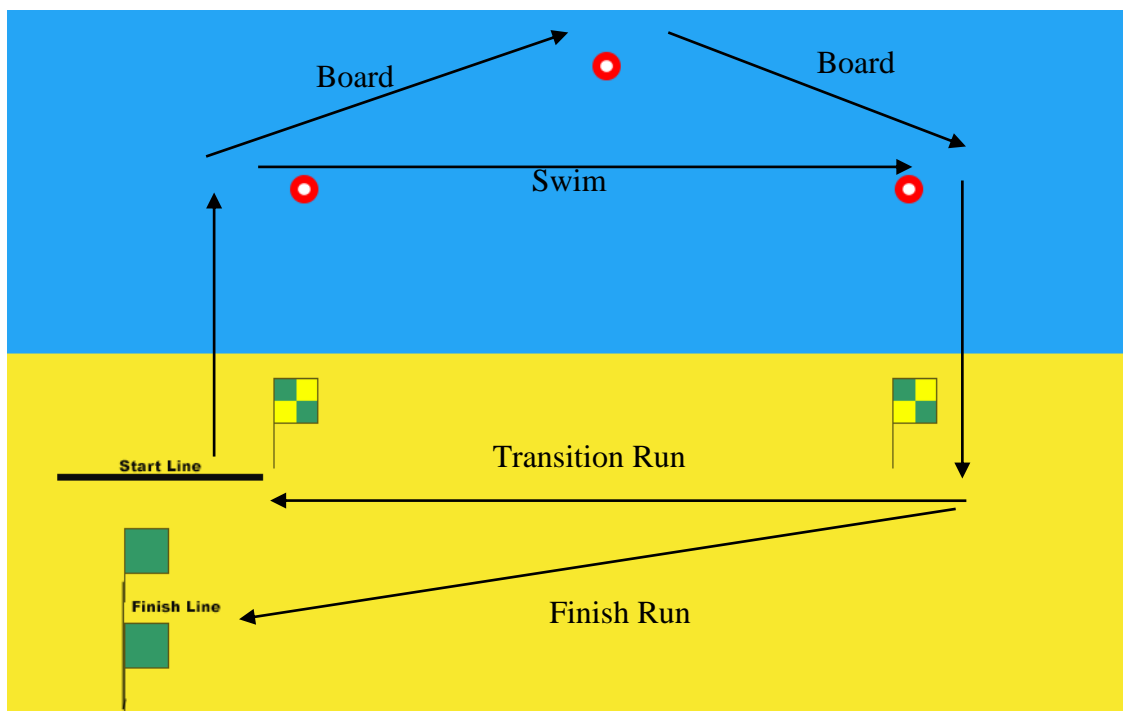 Board
Board
Swim
Transition Run
Start Line
Finish Line
Finish Run